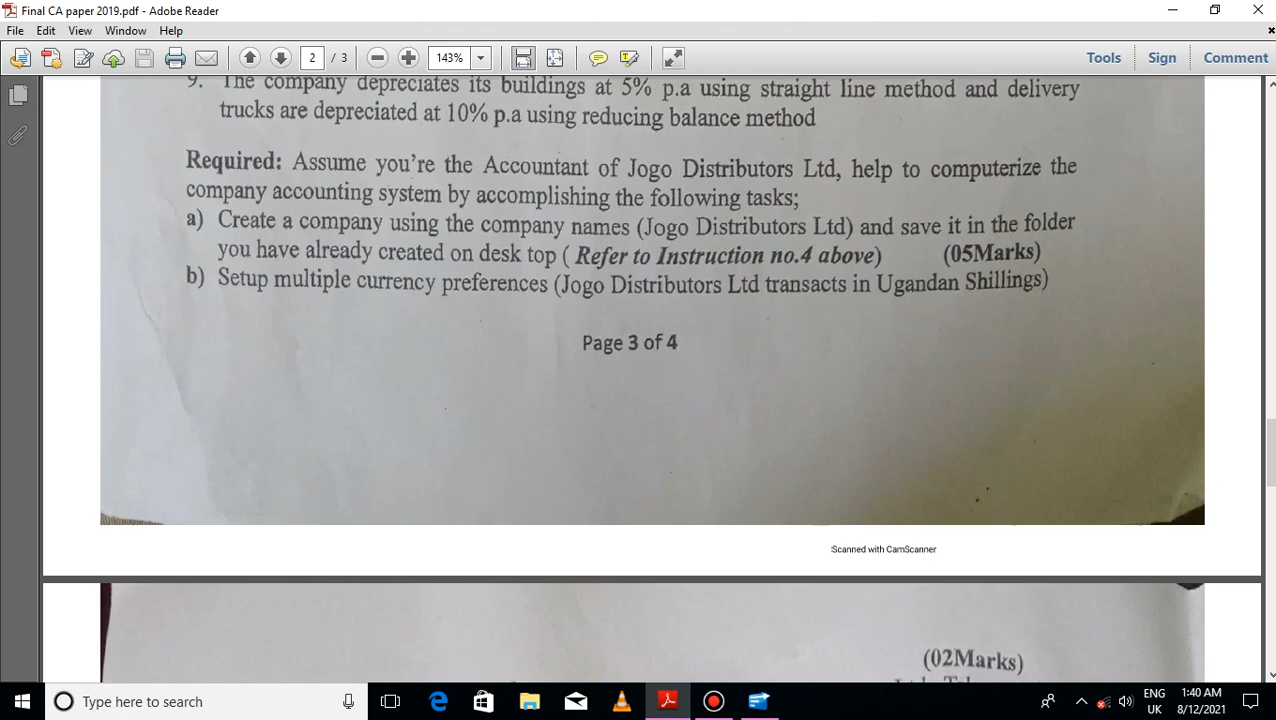 Final CA paper 2019.pdf - Adobe Reader
File Edit View Window Help
2 / 3 143% Tools Sign Comment
9. The company depreciates its buildings at 5% p.a using straight line method and delivery
trucks are depreciated at 10% p.a using reducing balance method
Required: Assume you're the Accountant of Jogo Distributors Ltd, help to computerize the
company accounting system by accomplishing the following tasks;
a) Create a company using the company names (Jogo Distributors Ltd) and save it in the folder
you have already created on desk top ( Refer to Instruction no.4 above) (05Marks)
b) Setup multiple currency preferences (Jogo Distributors Ltd transacts in Ugandan Shillings)
Page 3 of 4
Scanned with CamScanner
(02Marks)
Type here to search
ENG
UK
1:40 AM
8/12/2021